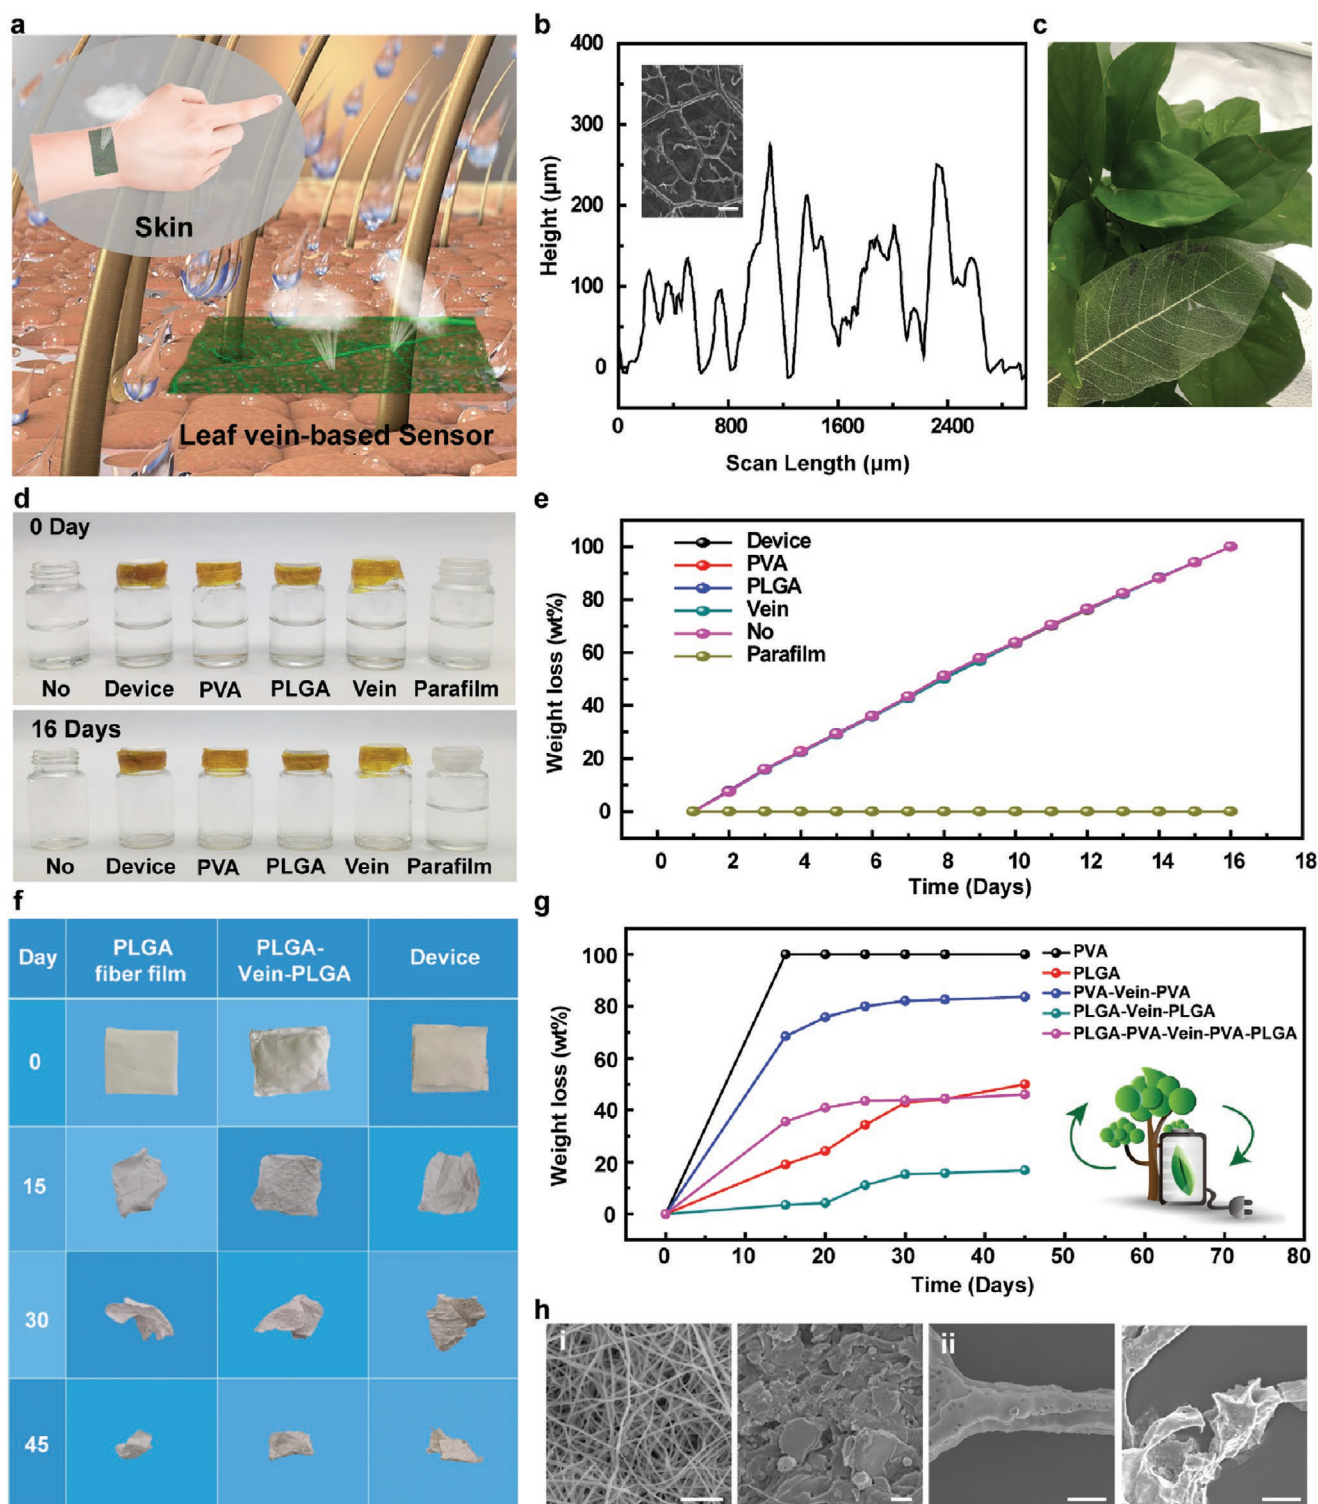 a
Skin
Leaf vein-based Sensor
b
400
300
200
100
0
Height (µm)
0
800
1600
2400
Scan Length (µm)
c
d
0 Day
No
Device
PVA
PLGA
Vein
Parafilm
16 Days
No
Device
PVA
PLGA
Vein
Parafilm
e
Device
PVA
PLGA
Vein
No
Parafilm
100
80
60
40
20
0
Weight loss (wt%)
0
2
4
6
8
10
12
14
16
18
Time (Days)
f
Day
PLGA
fiber film
PLGA-
Vein-PLGA
Device
0
15
30
45
g
100
80
60
40
20
0
Weight loss (wt%)
PVA
PLGA
PVA-Vein-PVA
PLGA-Vein-PLGA
PLGA-PVA-Vein-PVA-PLGA
0
10
20
30
40
50
60
70
80
Time (Days)
h
i
ii